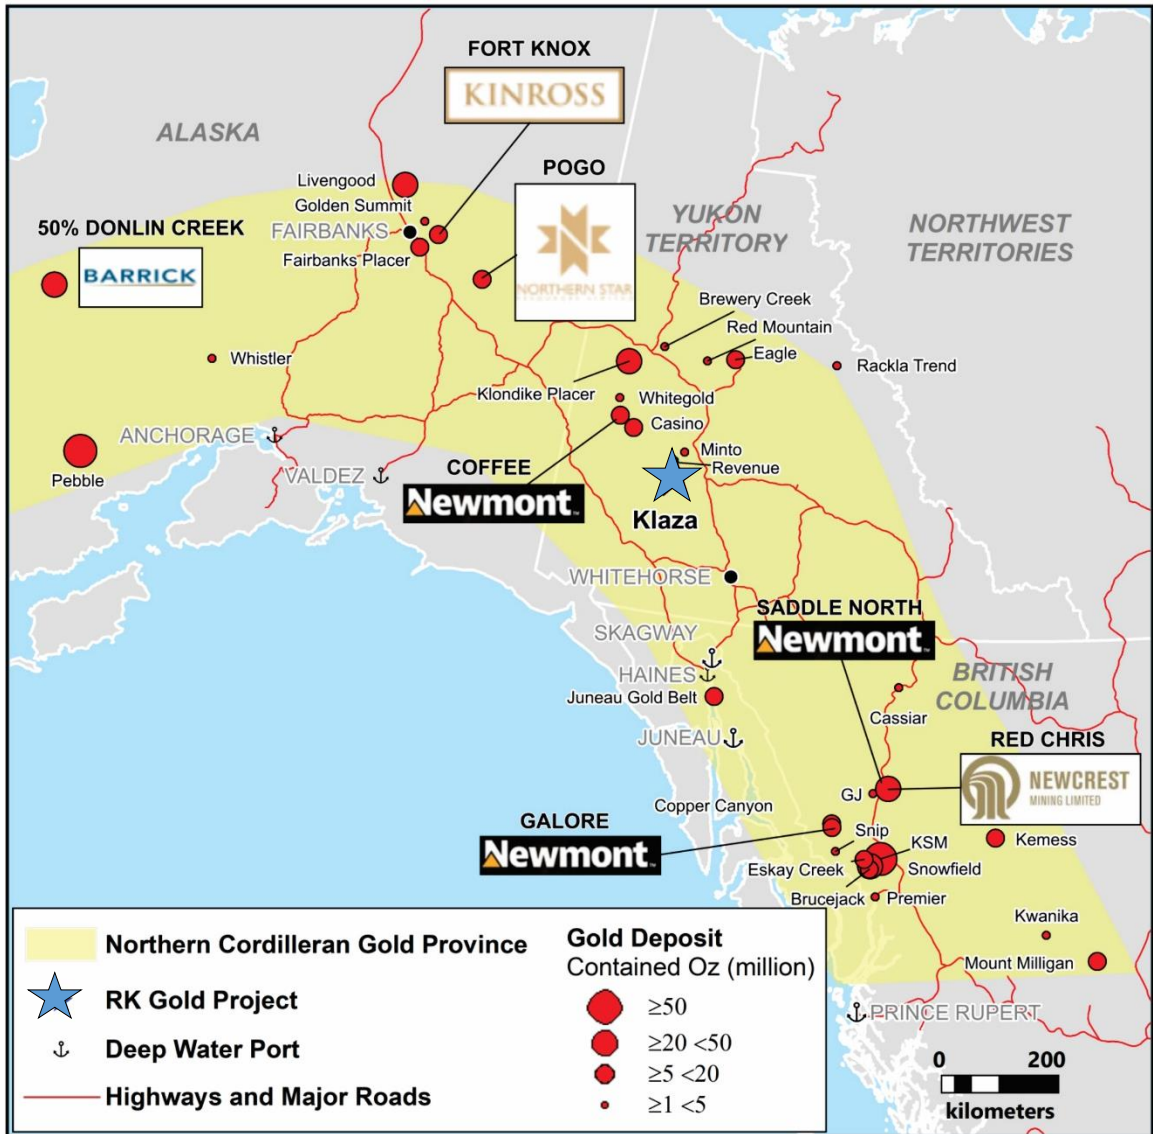 FORT KNOX
KINROSS
ALASKA
POGO
NORTHERN STAR
Livengood
Golden Summit
FAIRBANKS
Fairbanks Placer
50% DONLIN CREEK
BARRICK
YUKON
TERRITORY
NORTHWEST
TERRITORIES
Brewery Creek
Red Mountain
Eagle
Rackla Trend
Whistler
Klondike Placer
Whitegold
Casino
ANCHORAGE
Minto
Revenue
Pebble
VALDEZ
COFFEE
Newmont
Klaza
WHITEHORSE
SADDLE NORTH
Newmont
SKAGWAY
HAINES
Juneau Gold Belt
BRITISH
COLUMBIA
Cassiar
JUNEAU
RED CHRIS
NEWCREST
MINING LIMITED
GJ
Copper Canyon
GALORE
Newmont
Snip
KSM
Kemess
Eskay Creek
Snowfield
Brucejack
Premier
Kwanika
Mount Milligan
PRINCE RUPERT
Northern Cordilleran Gold Province
RK Gold Project
Deep Water Port
Highways and Major Roads
Gold Deposit
Contained Oz (million)
≥50
≥20 <50
≥5 <20
≥1 <5
0 200
kilometers